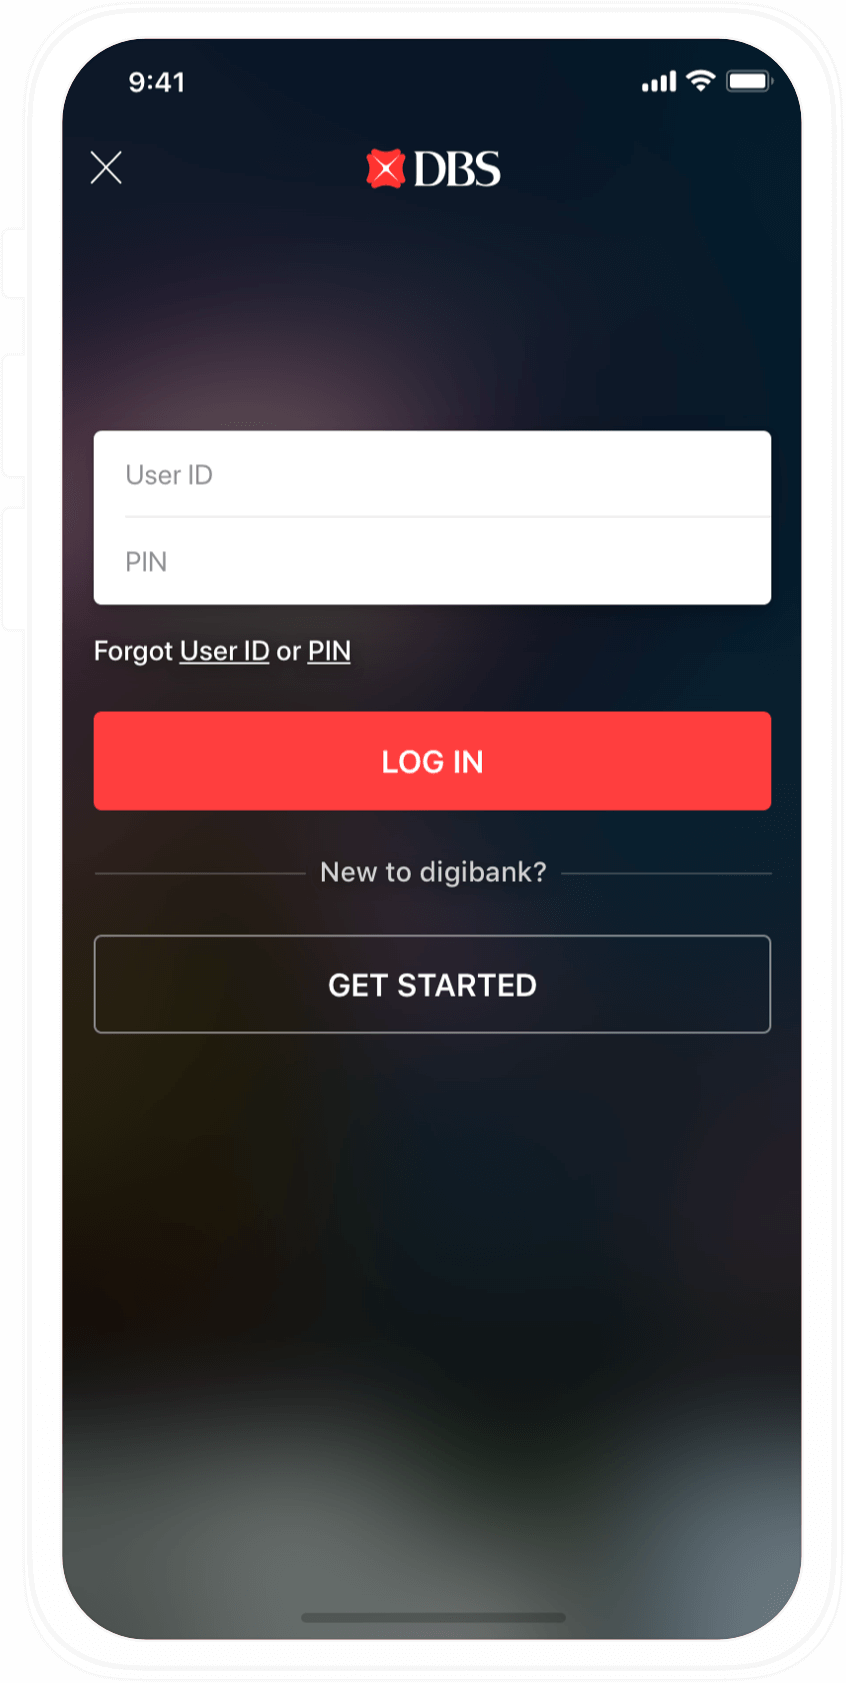 9:41
DBS
User ID
PIN
Forgot User ID or PIN
LOG IN
New to digibank?
GET STARTED